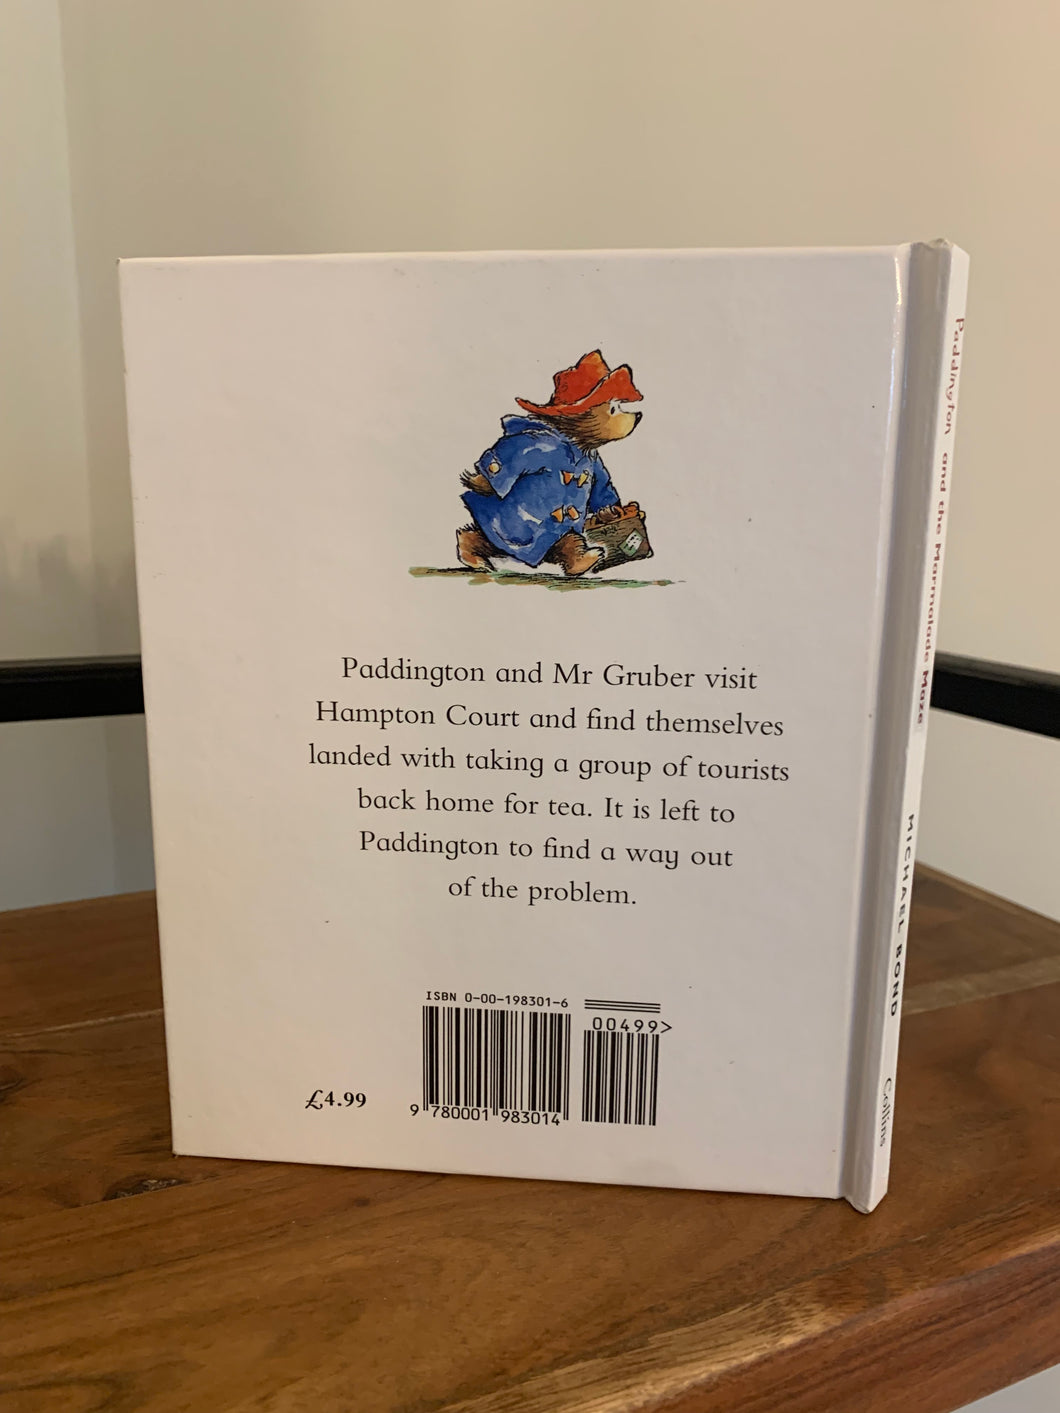 Paddington and Mr Gruber visit
Hampton Court and find themselves
landed with taking a group of tourists
back home for tea. It is left to
Paddington to find a way out
of the problem.
ISBN 0-00-198301-6
00499>
£4.99
9 780001 983014
Paddington and the Marmalade Maze
MICHAEL BOND
Collins